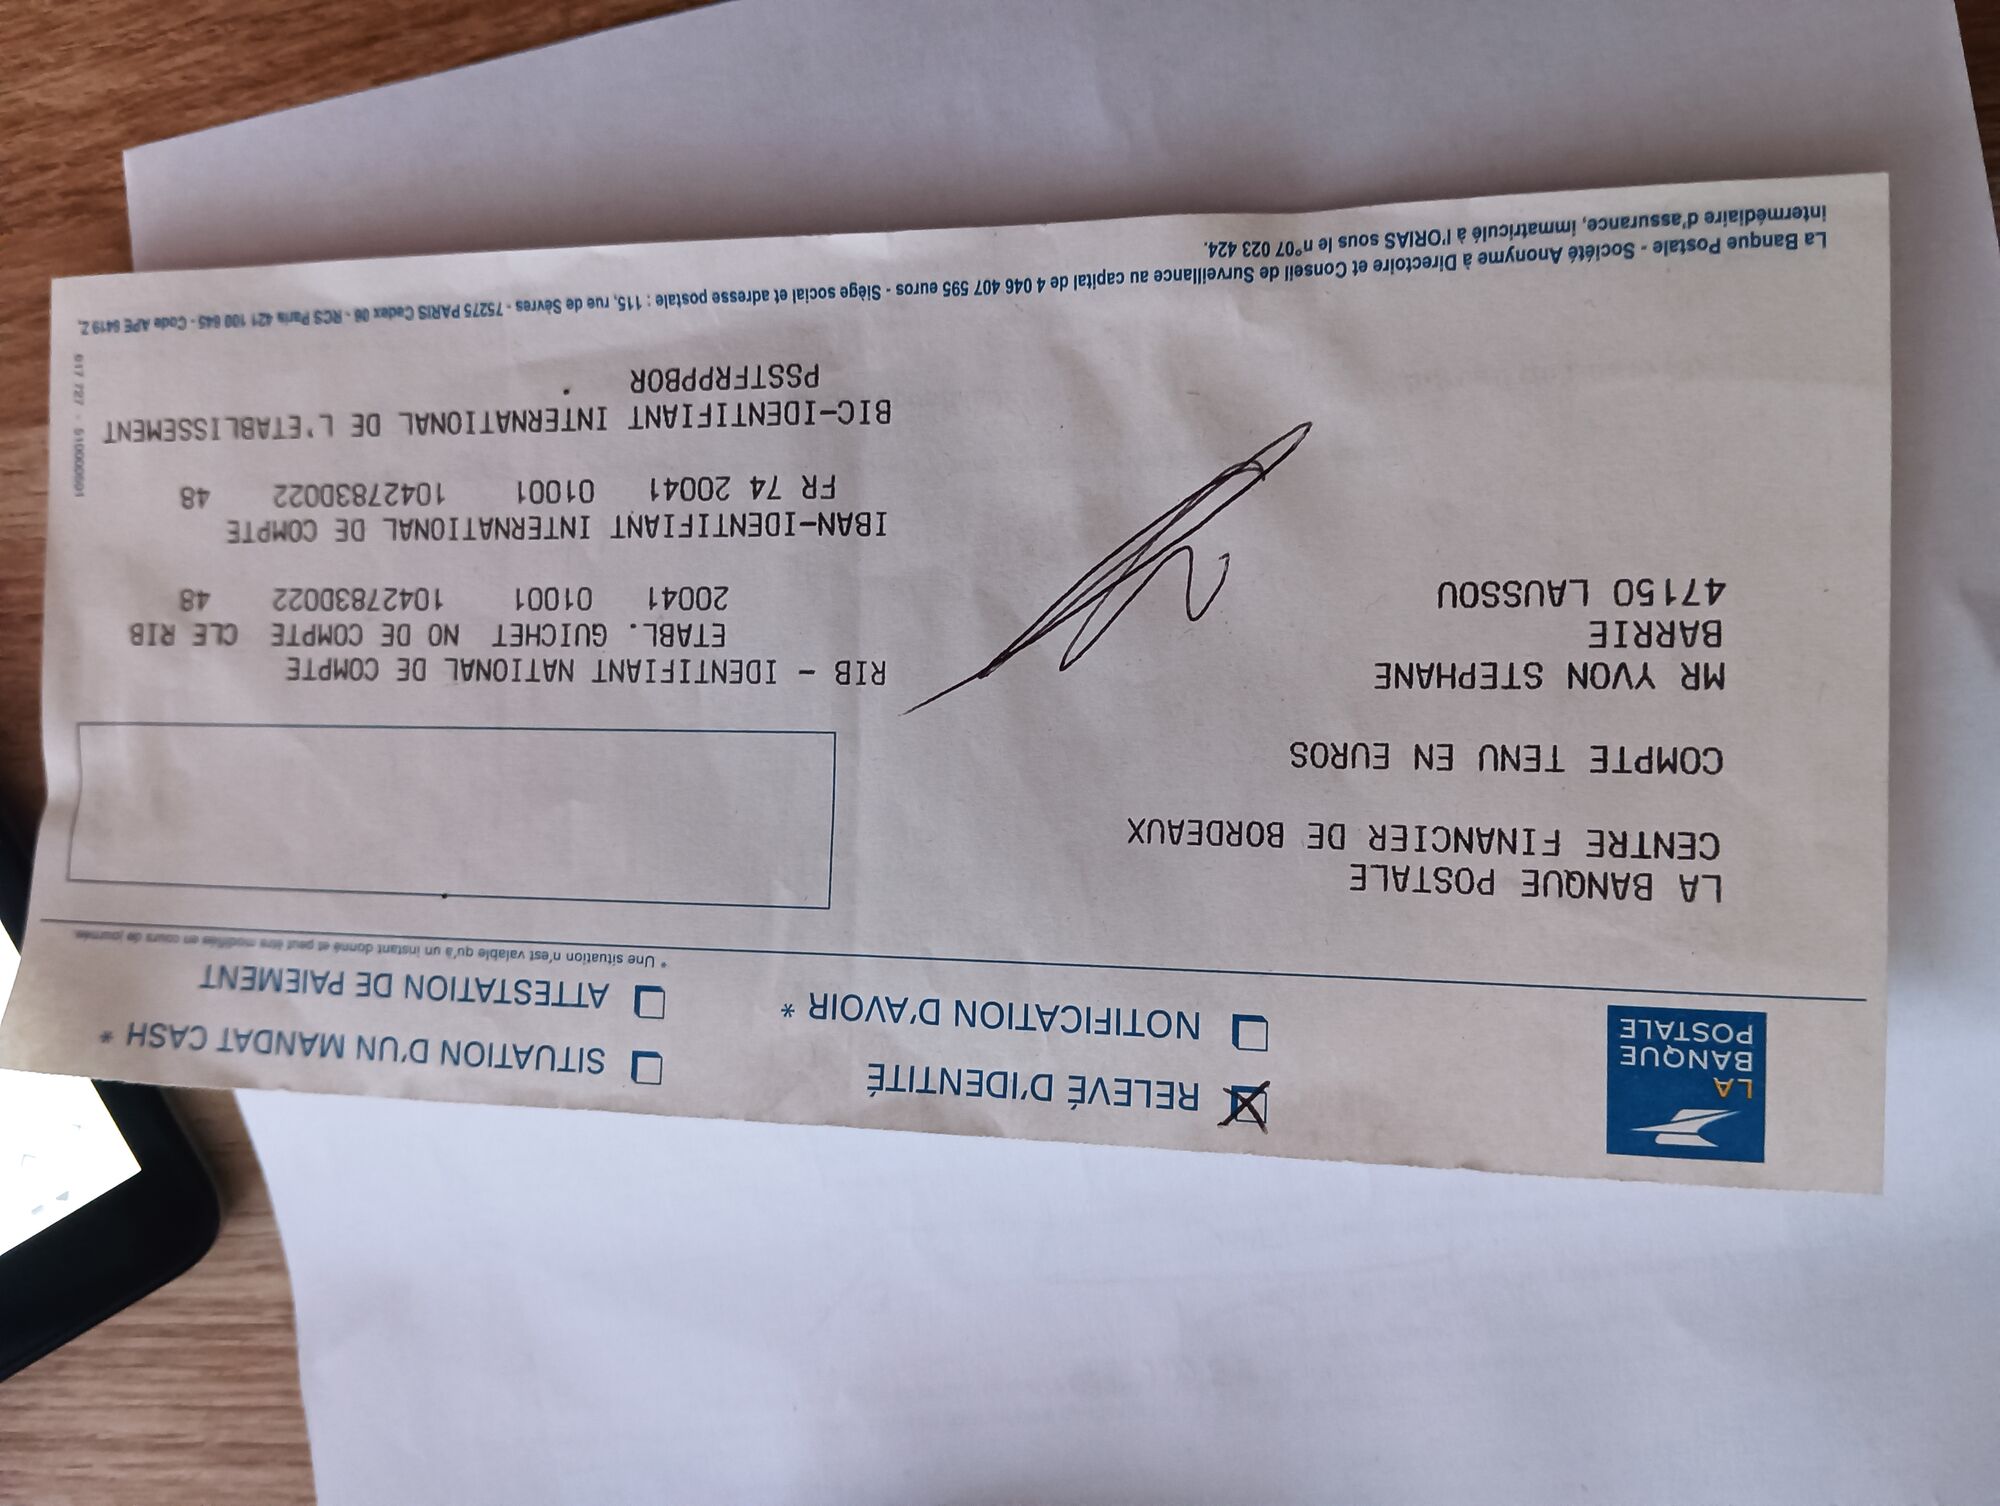 LA
BANQUE
POSTALE
RELEVÉ D'IDENTITÉ
NOTIFICATION D'AVOIR *
SITUATION D'UN MANDAT CASH *
ATTESTATION DE PAIEMENT
* Une situation n'est valable qu'à un instant donné et peut être modifiée en cours de journée.
LA BANQUE POSTALE
CENTRE FINANCIER DE BORDEAUX
COMPTE TENU EN EUROS
MR YVON STEPHANE
BARRIE
47150 LAUSSOU
RIB - IDENTIFIANT NATIONAL DE COMPTE
ETABL. GUICHET NO DE COMPTE CLE RIB
20041 01001 1042783D022 48
IBAN-IDENTIFIANT INTERNATIONAL DE COMPTE
FR 74 20041 01001 1042783D022 48
BIC-IDENTIFIANT INTERNATIONAL DE L'ETABLISSEMENT
PSSTFRPPBOR
La Banque Postale - Société Anonyme à Directoire et Conseil de Surveillance au capital de 4 046 407 595 euros - Siège social et adresse postale : 115, rue de Sèvres - 75275 PARIS Cedex 06 - RCS Paris 421 100 645 - Code APE 6419 Z,
intermédiaire d'assurance, immatriculé à l'ORIAS sous le n°07 023 424.